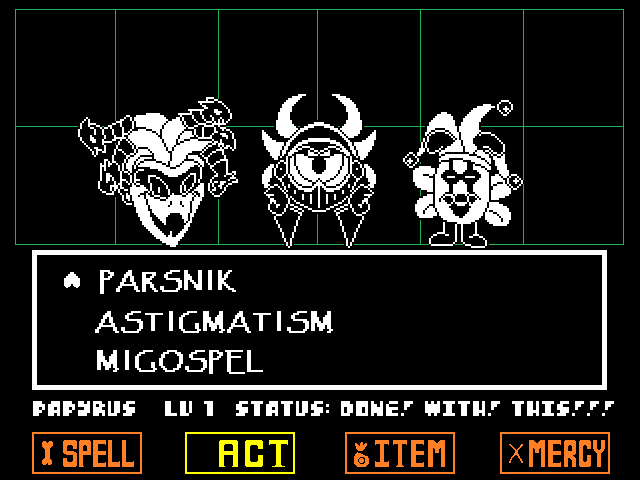 PARSNIK
ASTIGMATISM
MIGOSPEL
PAPYRUS LV 1 STATUS: DONE! WITH! THIS!!!
SPELL ACT ITEM MERCY